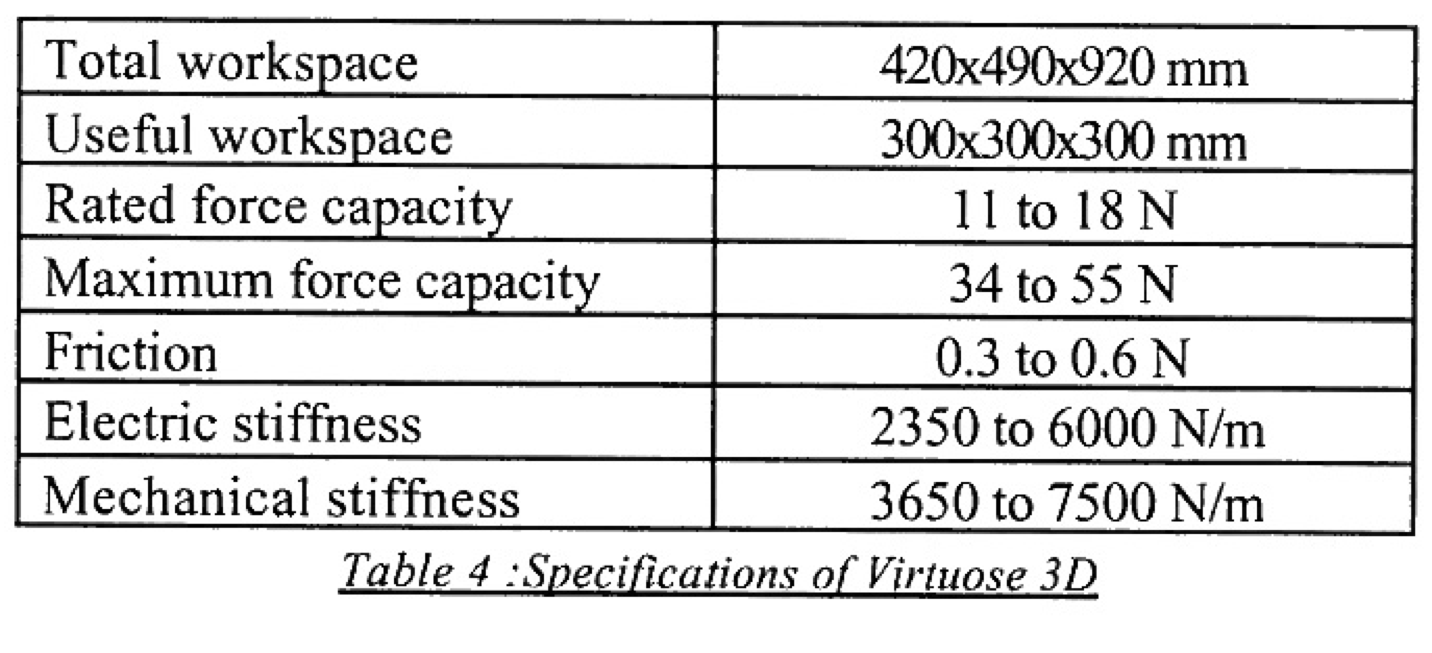 Total workspace 420x490x920 mm
Useful workspace 300x300x300 mm
Rated force capacity 11 to 18 N
Maximum force capacity 34 to 55 N
Friction 0.3 to 0.6 N
Electric stiffness 2350 to 6000 N/m
Mechanical stiffness 3650 to 7500 N/m
Table 4 :Specifications of Virtuose 3D